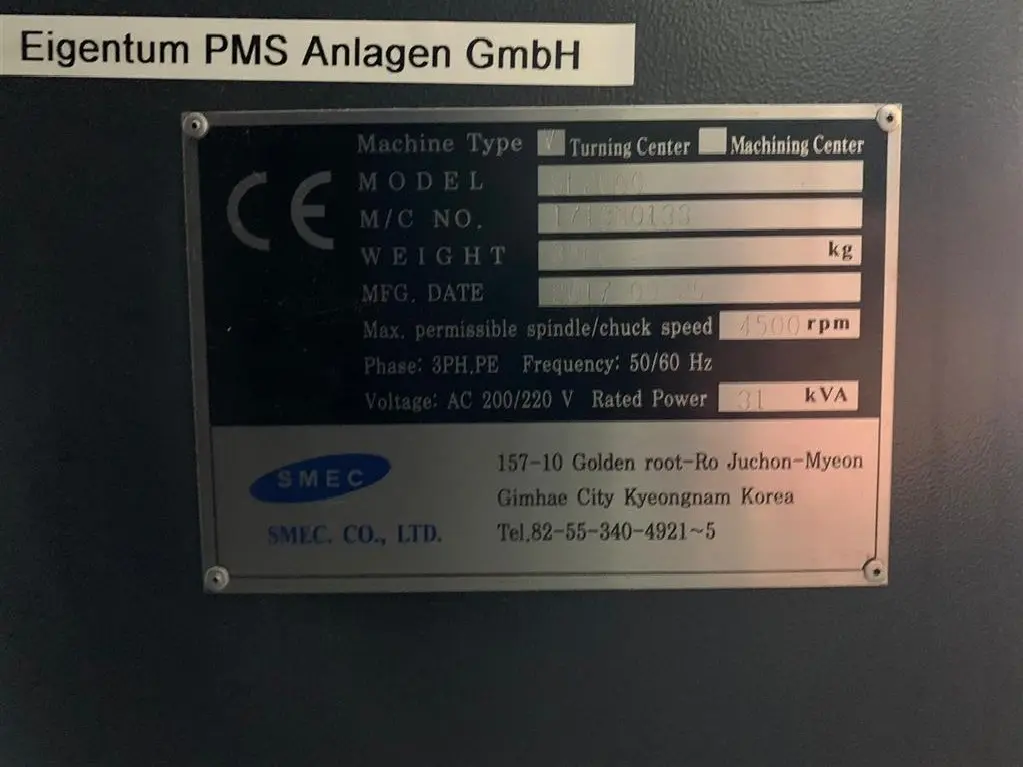 Eigentum PMS Anlagen GmbH
Machine Type V Turning Center Machining Center
CE
MODEL
M/C NO.
WEIGHT kg
MFG. DATE
Max. permissible spindle/chuck speed 4500 rpm
Phase: 3PH.PE Frequency: 50/60 Hz
Voltage: AC 200/220 V Rated Power 31 kVA
SMEC
SMEC. CO., LTD.
157-10 Golden root-Ro Juchon-Myeon
Gimhae City Kyeongnam Korea
Tel.82-55-340-4921~5